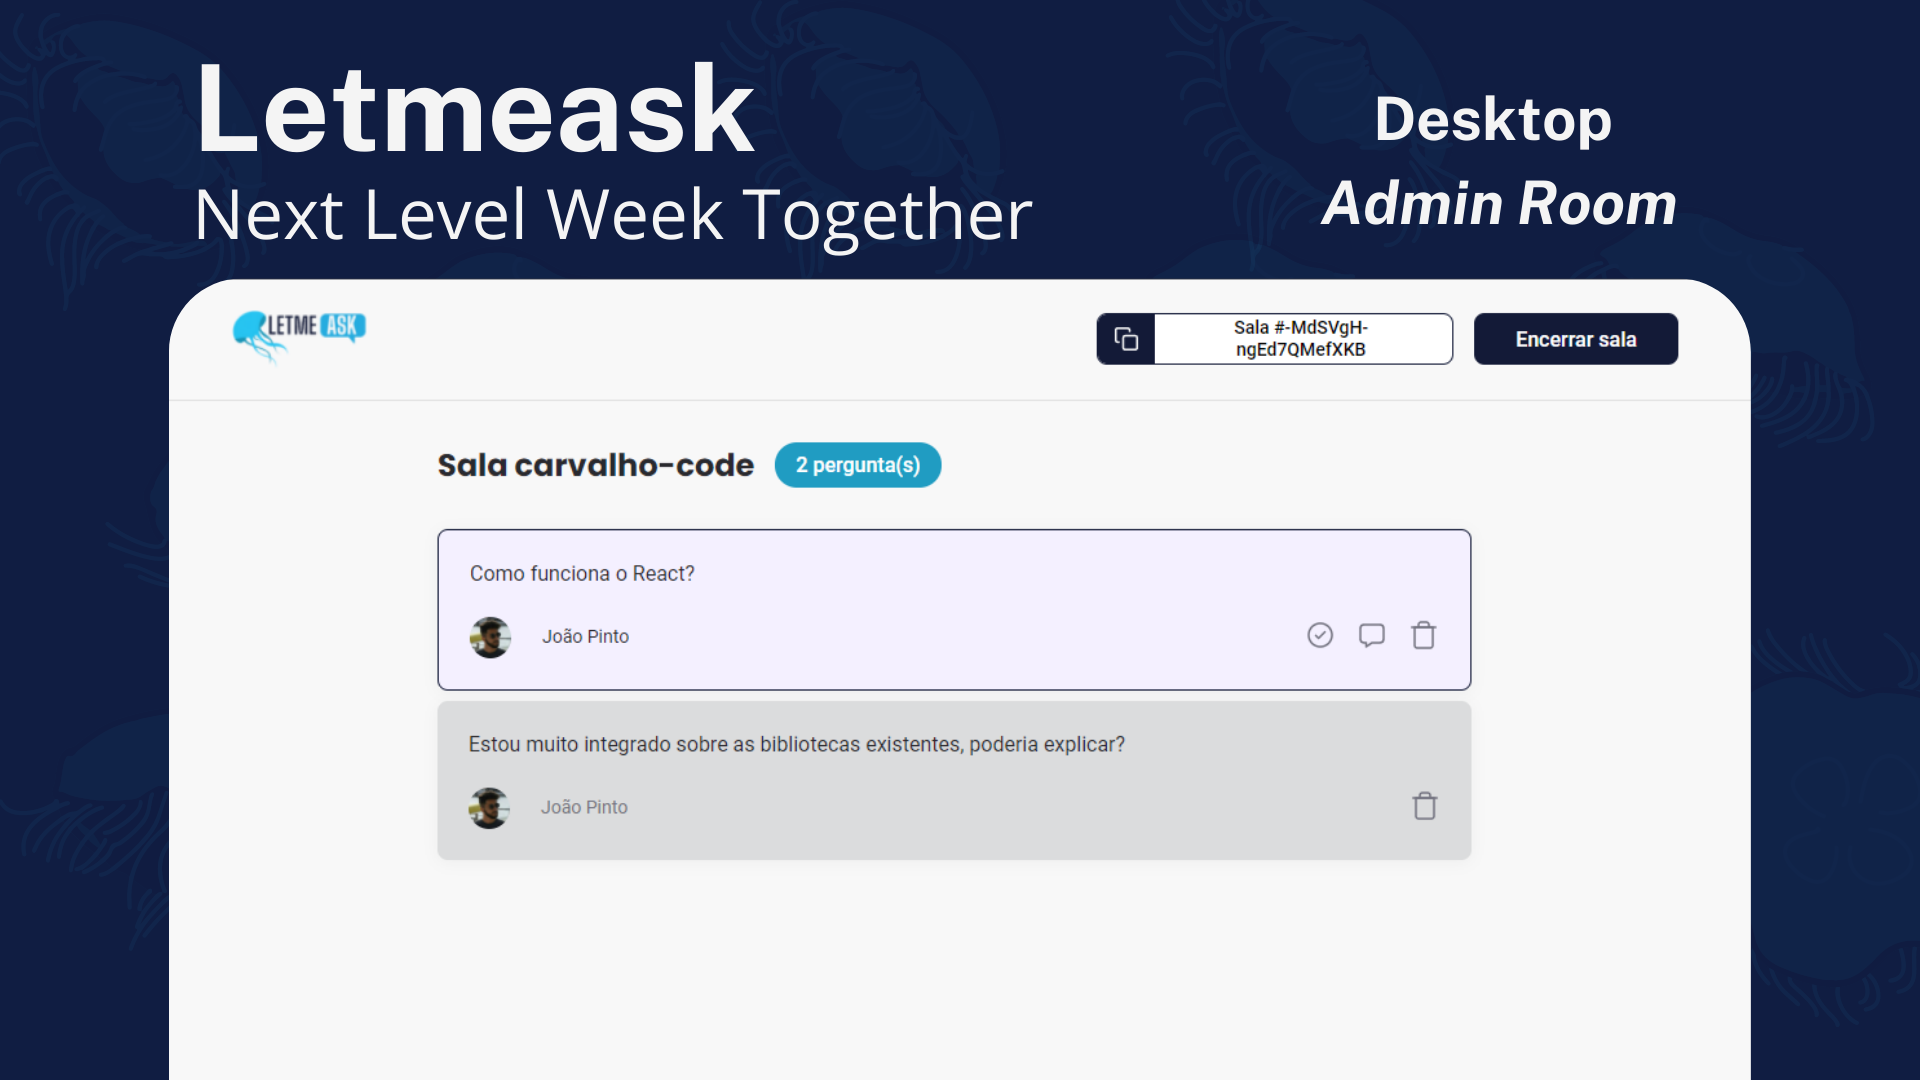 Letmeask
Next Level Week Together
Desktop
Admin Room
LETME ASK
Sala #-MdSVgH-
ngEd7QMefXKB
Encerrar sala
Sala carvalho-code
2 pergunta(s)
Como funciona o React?
João Pinto
Estou muito integrado sobre as bibliotecas existentes, poderia explicar?
João Pinto